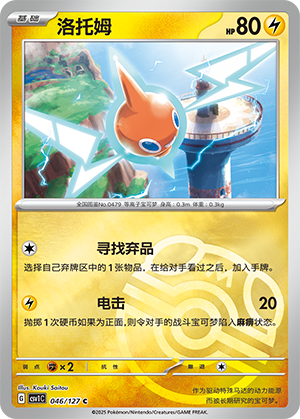 基础 洛托姆 HP 80
全国图鉴No.0479 等离子宝可梦 身高：0.3m 体重：0.3kg
寻找弃品
选择自己弃牌区中的1张物品，在给对手看过之后，加入手牌。
电击 20
抛掷1次硬币如果为正面，则令对手的战斗宝可梦陷入麻痹状态。
弱点 ×2 抗性 撤退
Illus. Kouki Saitou
作为驱动特殊马达的动力源
而被长期研究的宝可梦。
G CSV1C 046/127 C
©2025 Pokémon/Nintendo/Creatures/GAME FREAK.